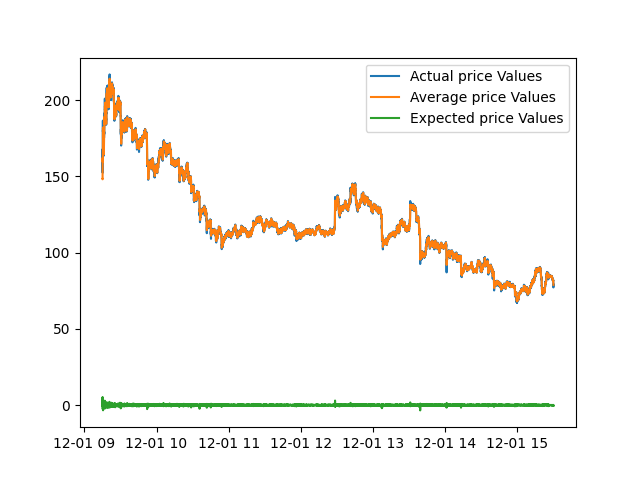 Actual price Values
Average price Values
Expected price Values
200
150
100
50
0
12-01 09 12-01 10 12-01 11 12-01 12 12-01 13 12-01 14 12-01 15